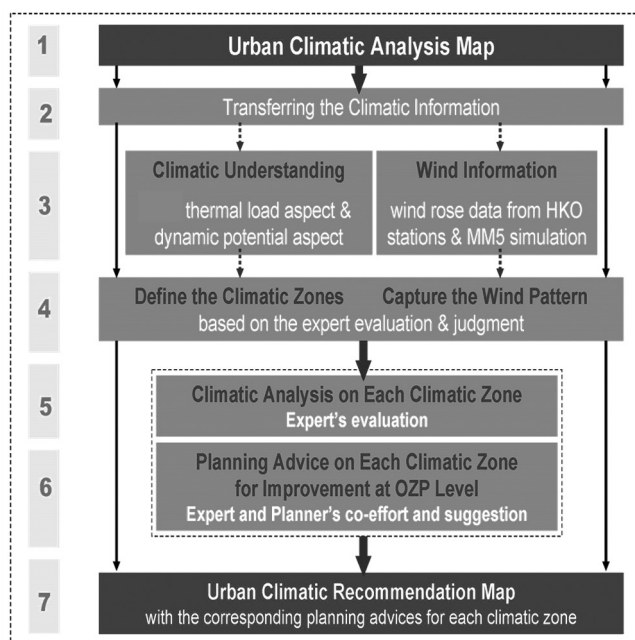 1
Urban Climatic Analysis Map
2
Transferring the Climatic Information
3
Climatic Understanding
thermal load aspect &
dynamic potential aspect
Wind Information
wind rose data from HKO
stations & MM5 simulation
4
Define the Climatic Zones
Capture the Wind Pattern
based on the expert evaluation & judgment
5
Climatic Analysis on Each Climatic Zone
Expert's evaluation
6
Planning Advice on Each Climatic Zone
for Improvement at OZP Level
Expert and Planner's co-effort and suggestion
7
Urban Climatic Recommendation Map
with the corresponding planning advices for each climatic zone